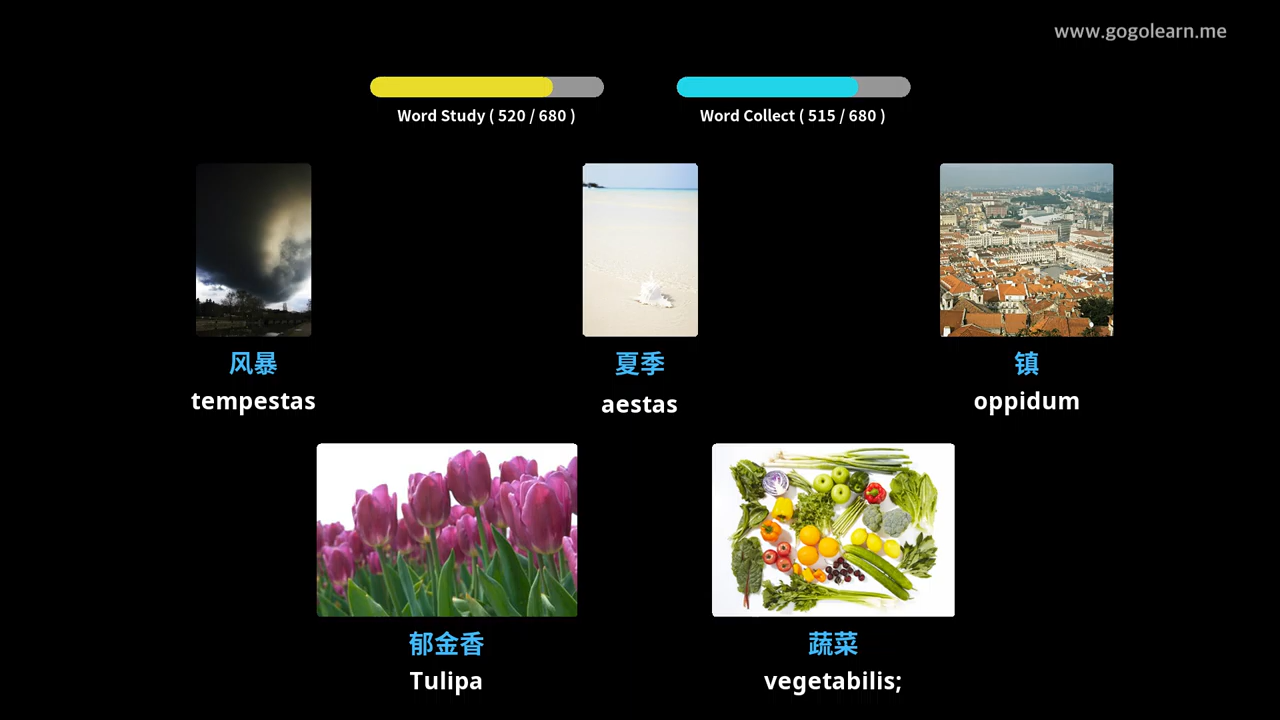 www.gogolearn.me
Word Study ( 520 / 680 )
Word Collect ( 515 / 680 )
风暴
tempestas
夏季
aestas
镇
oppidum
郁金香
Tulipa
蔬菜
vegetabilis;